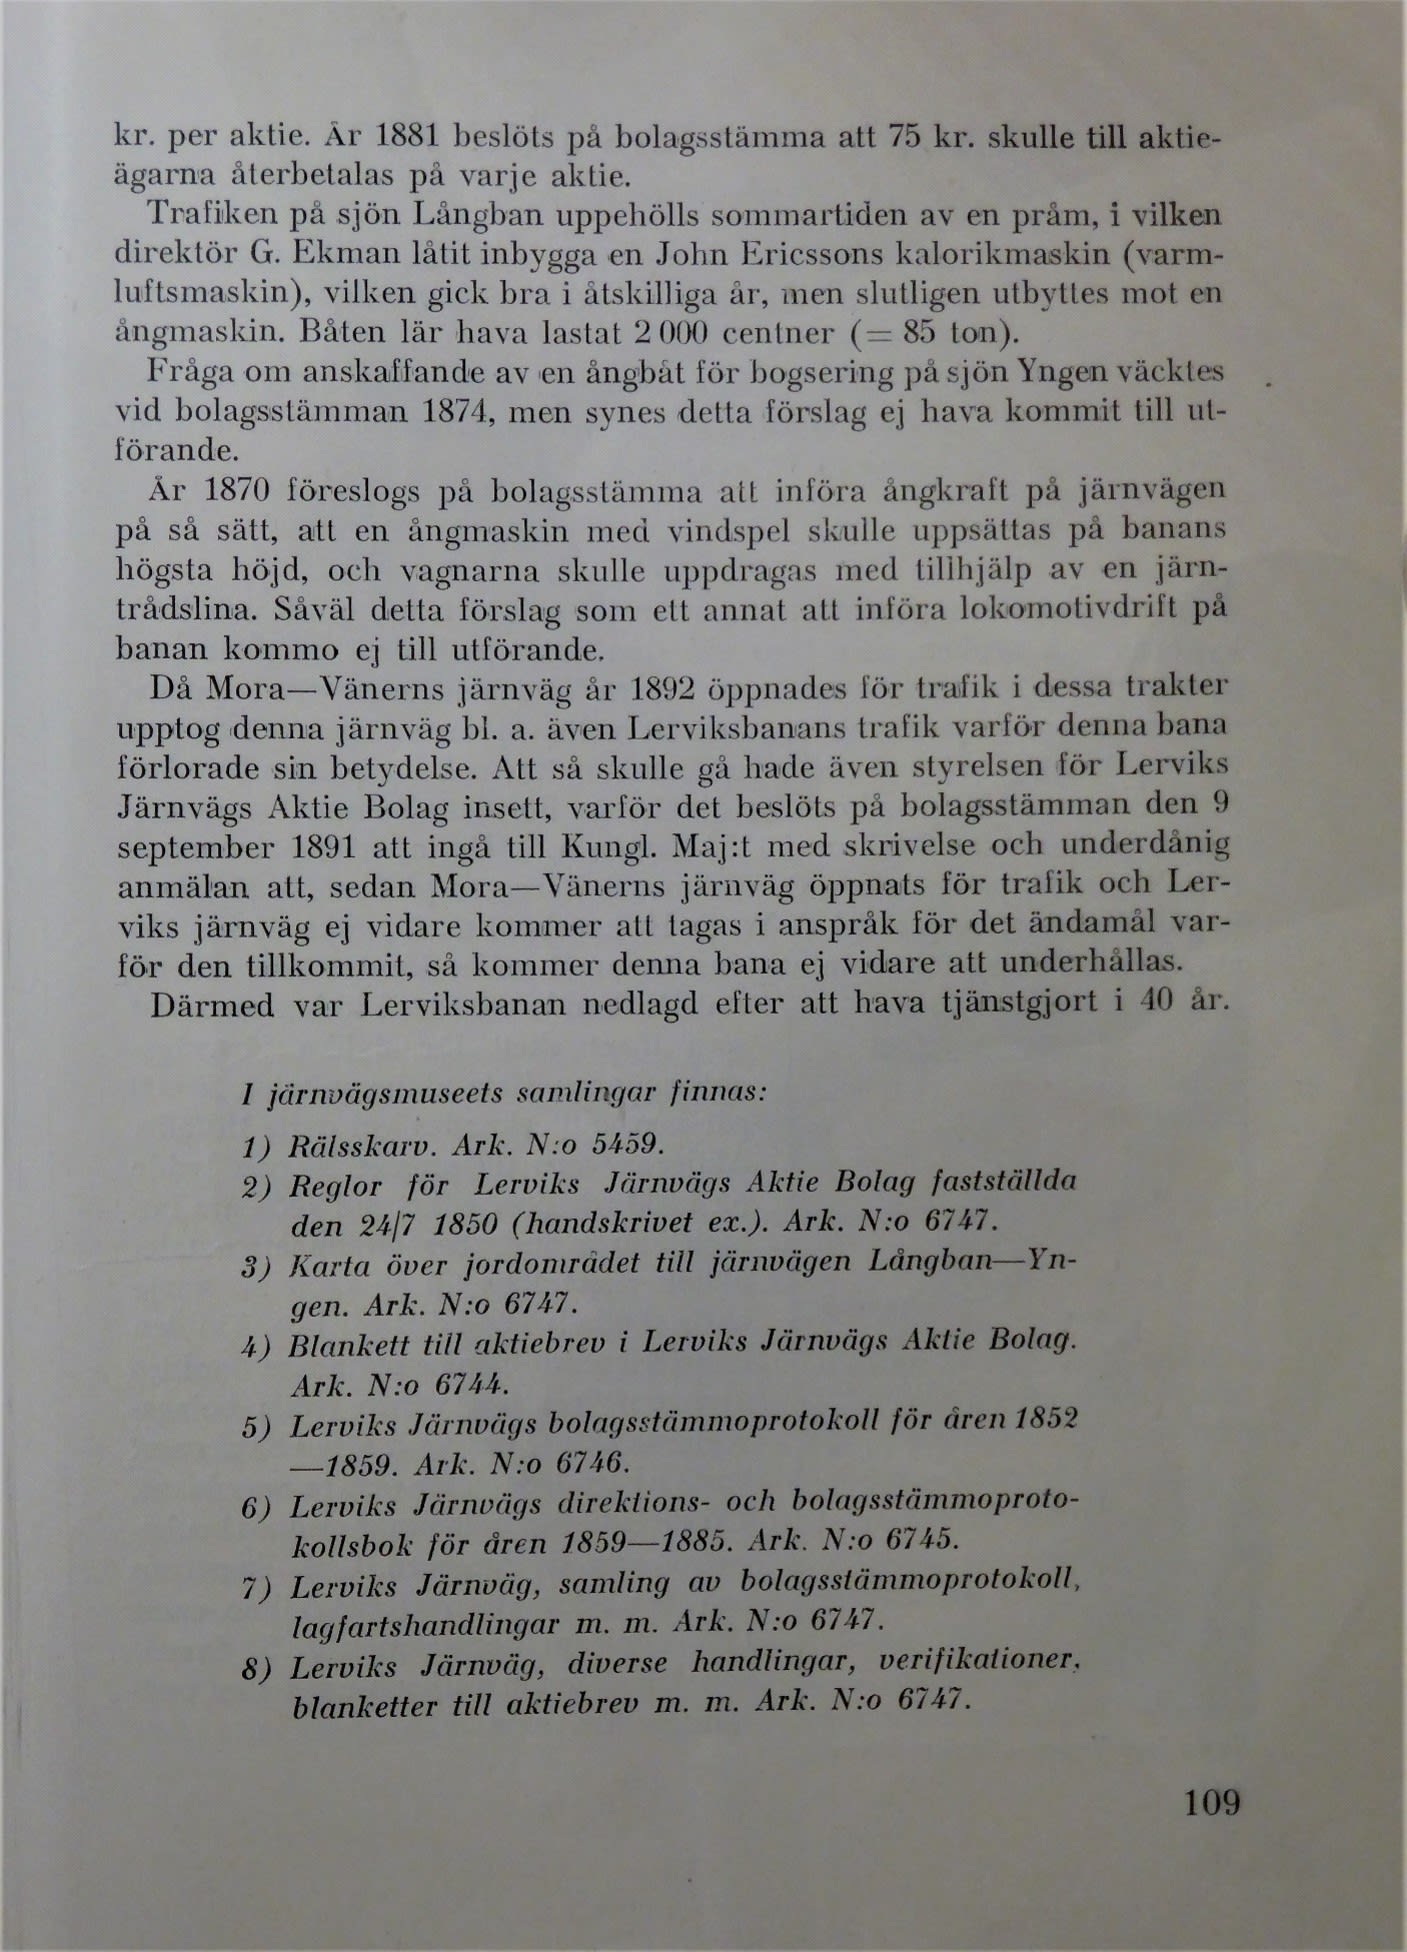 kr. per aktie. År 1881 beslöts på bolagsstämma att 75 kr. skulle till aktie-
ägarna återbetalas på varje aktie.
Trafiken på sjön Långban uppehölls sommartiden av en pråm, i vilken
direktör G. Ekman låtit inbygga en John Ericssons kalorikmaskin (varm-
luftsmaskin), vilken gick bra i åtskilliga år, men slutligen utbyttes mot en
ångmaskin. Båten lär hava lastat 2 000 centner (= 85 ton).
Fråga om anskaffande av en ångbåt för bogsering på sjön Yngen väcktes
vid bolagsstämman 1874, men synes detta förslag ej hava kommit till ut-
förande.
År 1870 föreslogs på bolagsstämma att införa ångkraft på järnvägen
på så sätt, att en ångmaskin med vindspel skulle uppsättas på banans
högsta höjd, och vagnarna skulle uppdragas med tillhjälp av en järn-
trådslina. Såväl detta förslag som ett annat att införa lokomotivdrift på
banan kommo ej till utförande.
Då Mora—Vänerns järnväg år 1892 öppnades för trafik i dessa trakter
upptog denna järnväg bl. a. även Lerviksbanans trafik varför denna bana
förlorade sin betydelse. Att så skulle gå hade även styrelsen för Lerviks
Järnvägs Aktie Bolag insett, varför det beslöts på bolagsstämman den 9
september 1891 att ingå till Kungl. Maj:t med skrivelse och underdånig
anmälan att, sedan Mora—Vänerns järnväg öppnats för trafik och Ler-
viks järnväg ej vidare kommer att tagas i anspråk för det ändamål var-
för den tillkommit, så kommer denna bana ej vidare att underhållas.
Därmed var Lerviksbanan nedlagd efter att hava tjänstgjort i 40 år.
I järnvägsmuseets samlingar finnas:
1) Rälsskarv. Ark. N:o 5459.
2) Reglor för Lerviks Järnvägs Aktie Bolag fastställda
den 24/7 1850 (handskrivet ex.). Ark. N:o 6747.
3) Karta över jordområdet till järnvägen Långban—Yn-
gen. Ark. N:o 6747.
4) Blankett till aktiebrev i Lerviks Järnvägs Aktie Bolag.
Ark. N:o 6744.
5) Lerviks Järnvägs bolagsstämmoprotokoll för åren 1852
—1859. Ark. N:o 6746.
6) Lerviks Järnvägs direktions- och bolagsstämmoproto-
kollsbok för åren 1859—1885. Ark. N:o 6745.
7) Lerviks Järnväg, samling av bolagsstämmoprotokoll,
lagfartshandlingar m. m. Ark. N:o 6747.
8) Lerviks Järnväg, diverse handlingar, verifikationer,
blanketter till aktiebrev m. m. Ark. N:o 6747.
109